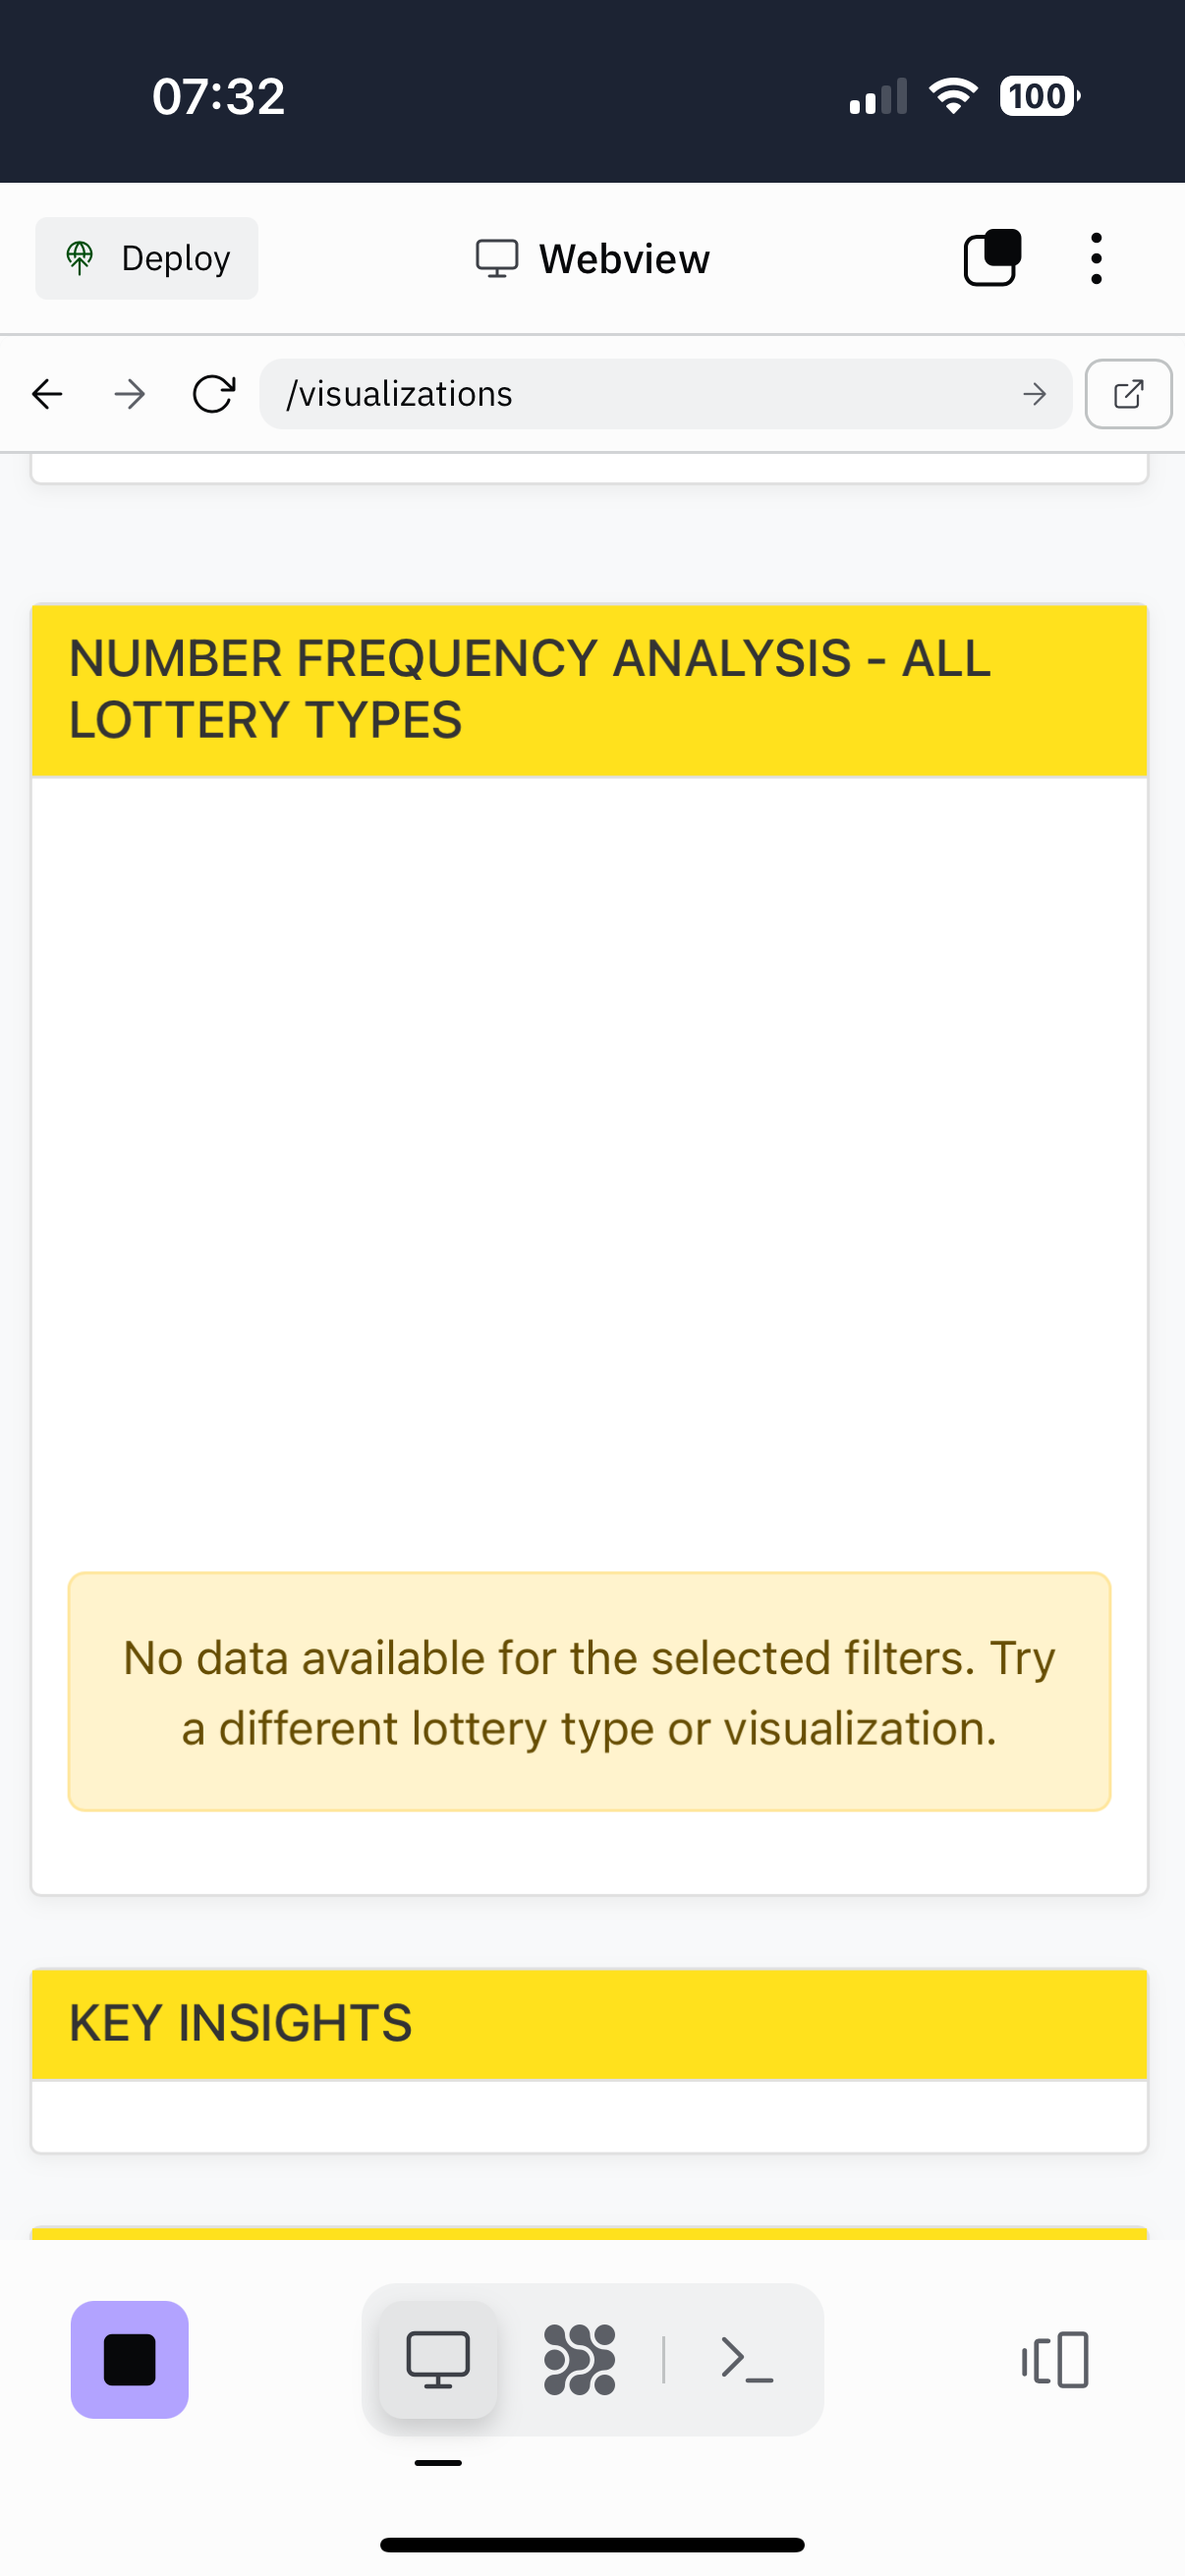 07:32
100
Deploy
Webview
/visualizations
NUMBER FREQUENCY ANALYSIS - ALL
LOTTERY TYPES
No data available for the selected filters. Try
a different lottery type or visualization.
KEY INSIGHTS